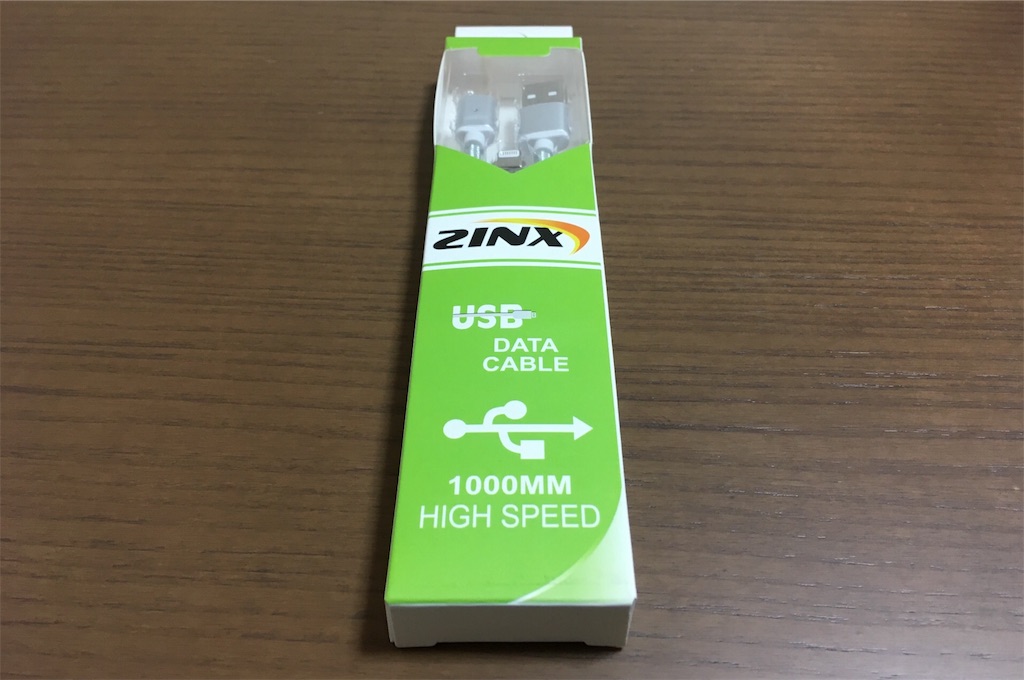 ZINX
USB
DATA
CABLE
1000MM
HIGH SPEED